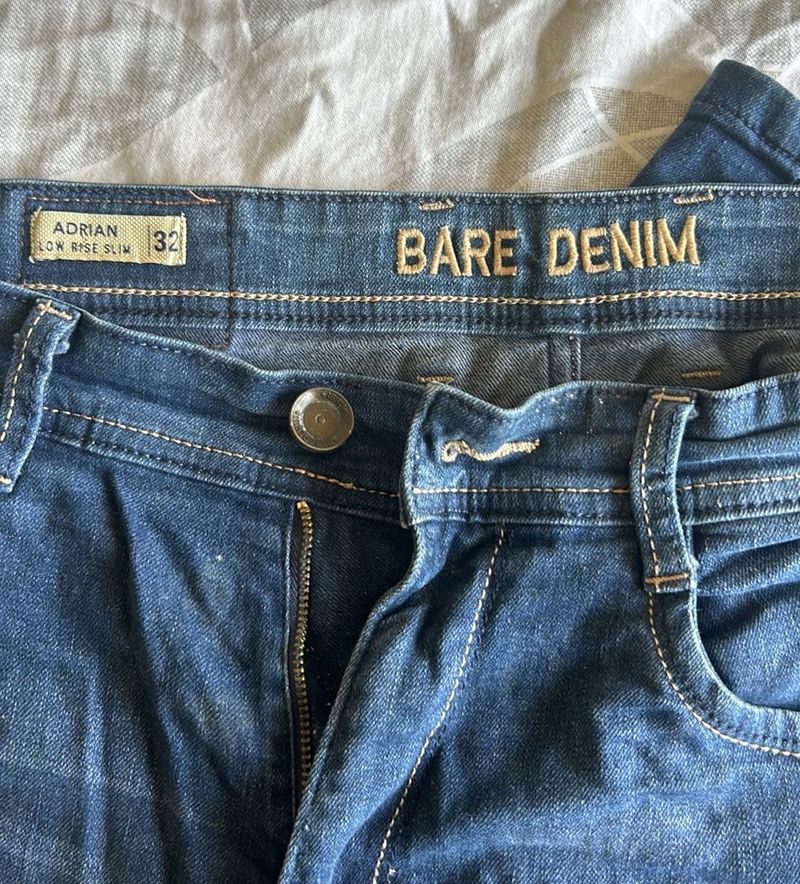 ADRIAN
LOW RISE SLIM
32
BARE DENIM